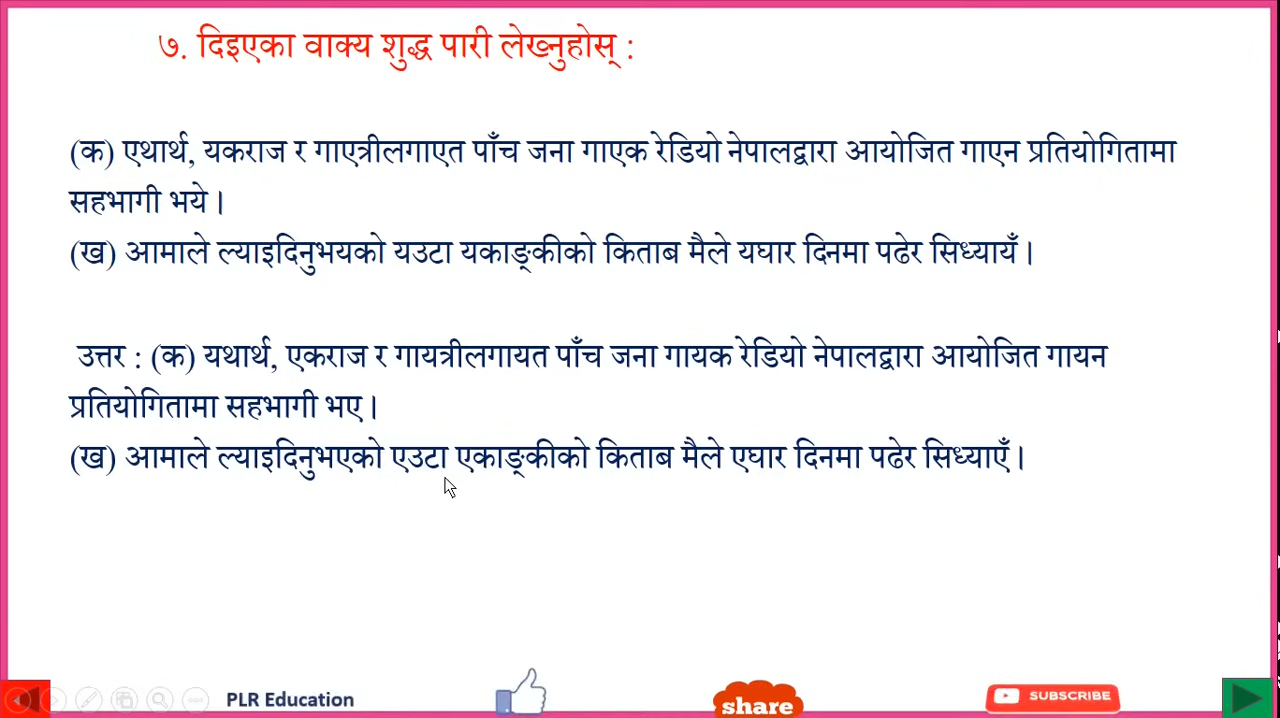 ७. दिइएका वाक्य शुद्ध पारी लेख्नुहोस् :
(क) एथार्थ, यकराज र गाएत्रीलगाएत पाँच जना गाएक रेडियो नेपालद्वारा आयोजित गाएन प्रतियोगितामा
सहभागी भये।
(ख) आमाले ल्याइदिनुभयको यउटा यकाङ्कीको किताब मैले यघार दिनमा पढेर सिध्यायँ।
उत्तर : (क) यथार्थ, एकराज र गायत्रीलगायत पाँच जना गायक रेडियो नेपालद्वारा आयोजित गायन
प्रतियोगितामा सहभागी भए।
(ख) आमाले ल्याइदिनुभएको एउटा एकाङ्कीको किताब मैले एघार दिनमा पढेर सिध्याएँ।
PLR Education
share
SUBSCRIBE